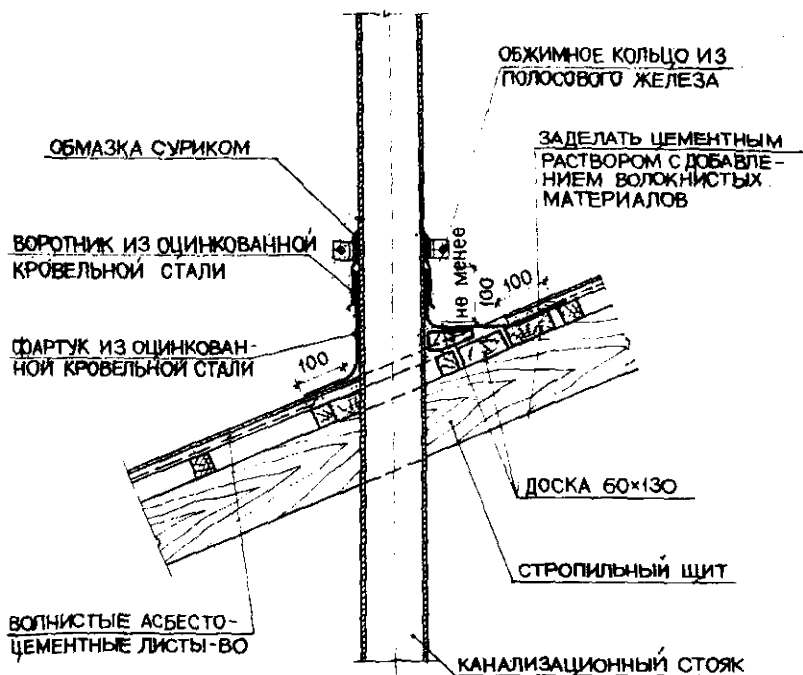 ОБЖИМНОЕ КОЛЬЦО ИЗ
ПОЛОСОВОГО ЖЕЛЕЗА
ОБМАЗКА СУРИКОМ
ЗАДЕЛАТЬ ЦЕМЕНТНЫМ
РАСТВОРОМ С ДОБАВЛЕ-
НИЕМ ВОЛОКНИСТЫХ
МАТЕРИАЛОВ
ВОРОТНИК ИЗ ОЦИНКОВАННОЙ
КРОВЕЛЬНОЙ СТАЛИ
не менее
100
100
ФАРТУК ИЗ ОЦИНКОВАН-
НОЙ КРОВЕЛЬНОЙ СТАЛИ
100
ДОСКА 60×130
СТРОПИЛЬНЫЙ ЩИТ
ВОЛНИСТЫЕ АСБЕСТО-
ЦЕМЕНТНЫЕ ЛИСТЫ-ВО
КАНАЛИЗАЦИОННЫЙ СТОЯК